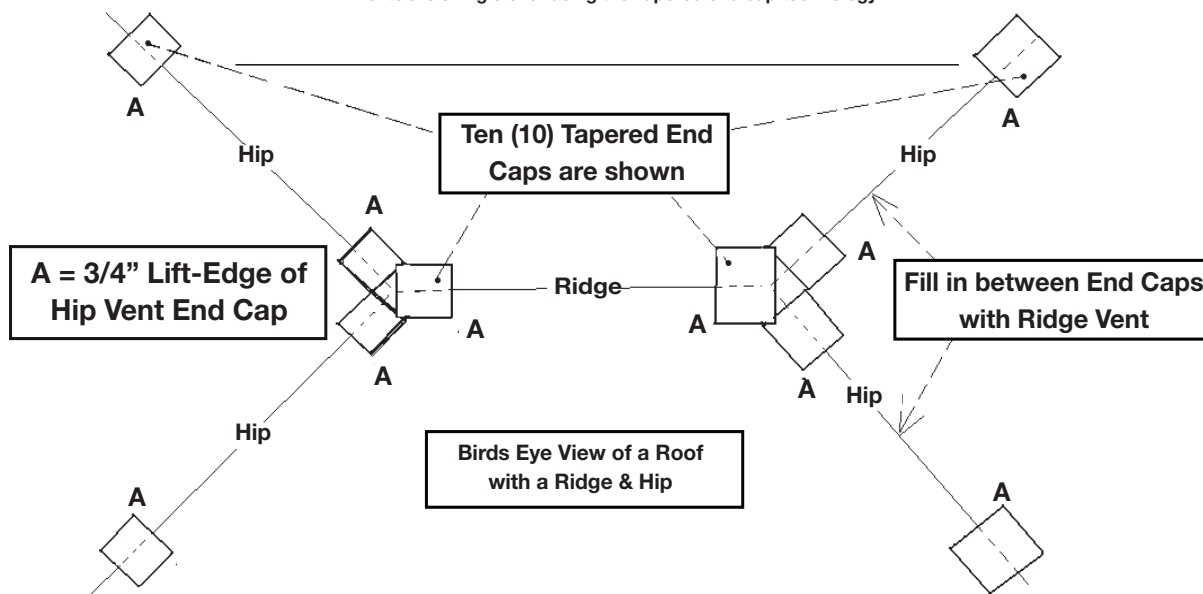 A
A
Ten (10) Tapered End
Caps are shown
Hip
Hip
A
A
A = 3/4” Lift-Edge of
Hip Vent End Cap
Ridge
Fill in between End Caps
with Ridge Vent
A
A
A
A
Hip
Hip
Birds Eye View of a Roof
with a Ridge & Hip
A
A